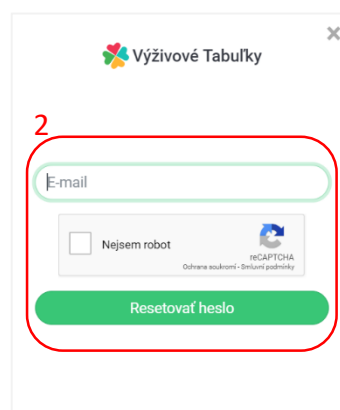 ×
Výživové Tabuľky
2
E-mail
Nejsem robot
reCAPTCHA
Ochrana soukromí - Smluvní podmínky
Resetovať heslo